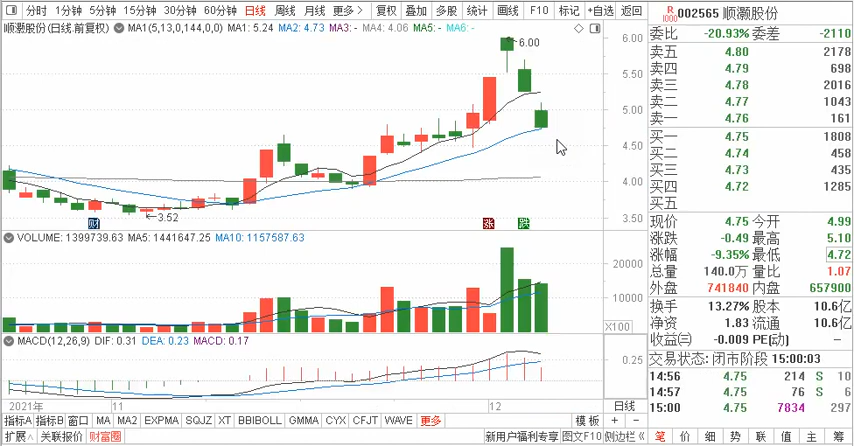 分时 1分钟 5分钟 15分钟 30分钟 60分钟 日线 周线 月线 更多> 复权 叠加 多股 统计 画线 F10 标记 +自选 返回
顺灏股份(日线.前复权) MA1(5,13,0,144,0,0) MA1: 5.24 MA2: 4.73 MA3: - MA4: 4.06 MA5: - MA6: -
6.00
6.00
5.50
5.00
4.50
4.00
3.50
3.52
财 涨 跌
VOLUME: 1399739.63 MA5: 1441647.25 MA10: 1157587.63
20000
10000
X100
MACD(12,26,9) DIF: 0.31 DEA: 0.23 MACD: 0.17
0.25
2021年 11 12 日线
指标A 指标B 窗口 MA MA2 EXPMA SQJZ XT BBIBOLL GMMA CYX CFJT WAVE 更多 模板 + -
扩展∧ 关联报价 财富圈 新用户福利专享 图文F10 侧边栏
R
1000
002565 顺灏股份
委比 -20.93% 委差 -2110
卖五 4.80 2178
卖四 4.79 698
卖三 4.78 2016
卖二 4.77 1043
卖一 4.76 161
买一 4.75 1808
买二 4.74 458
买三 4.73 435
买四 4.72 1285
买五
现价 4.75 今开 4.99
涨跌 -0.49 最高 5.10
涨幅 -9.35% 最低 4.72
总量 140.0万 量比 1.07
外盘 741840 内盘 657900
换手 13.27% 股本 10.6亿
净资 1.83 流通 10.6亿
收益㈢ -0.009 PE(动) -
交易状态: 闭市阶段 15:00:03
14:56 4.75 214 S 10
14:57 4.75 76 S 6
15:00 4.75 7834 297
笔 价 细 势 联 值 主 筹